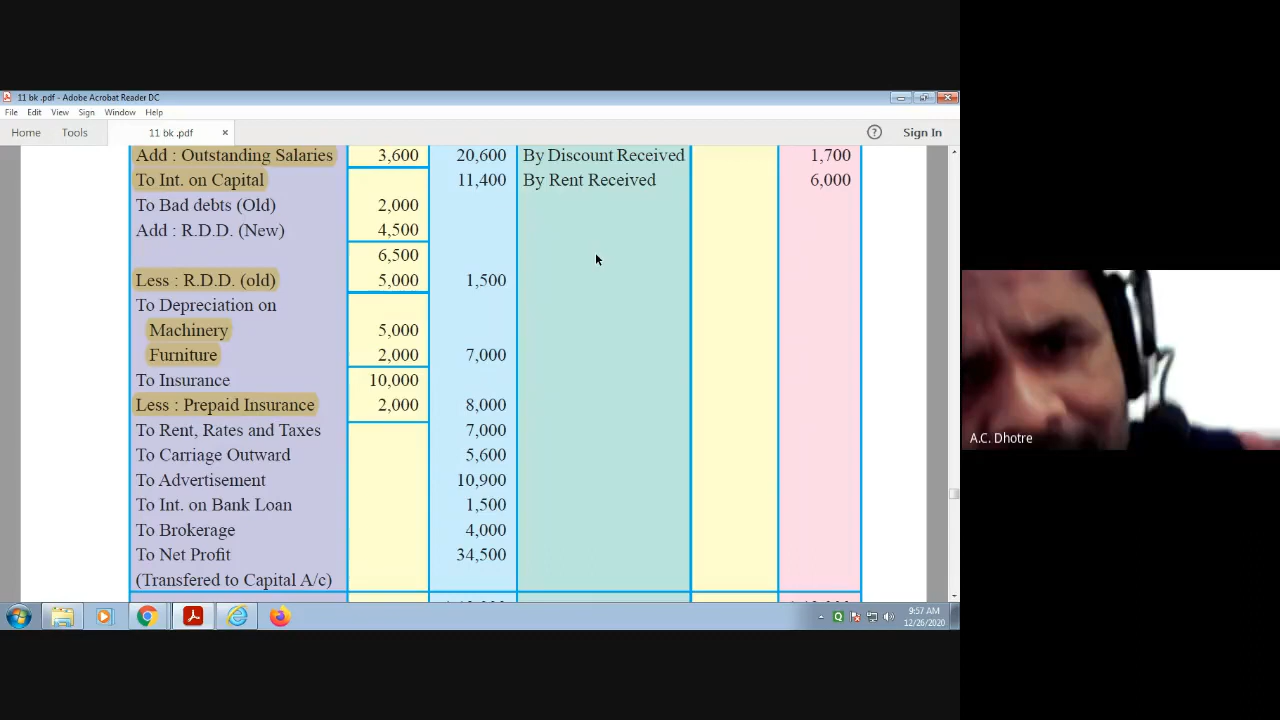 11 bk .pdf - Adobe Acrobat Reader DC
File Edit View Sign Window Help
Home Tools 11 bk .pdf × ? Sign In
Add : Outstanding Salaries 3,600 20,600 By Discount Received 1,700
To Int. on Capital 11,400 By Rent Received 6,000
To Bad debts (Old) 2,000
Add : R.D.D. (New) 4,500
6,500
Less : R.D.D. (old) 5,000 1,500
To Depreciation on
Machinery 5,000
Furniture 2,000 7,000
To Insurance 10,000
Less : Prepaid Insurance 2,000 8,000
To Rent, Rates and Taxes 7,000
To Carriage Outward 5,600
To Advertisement 10,900
To Int. on Bank Loan 1,500
To Brokerage 4,000
To Net Profit 34,500
(Transfered to Capital A/c)
A.C. Dhotre
9:57 AM
12/26/2020